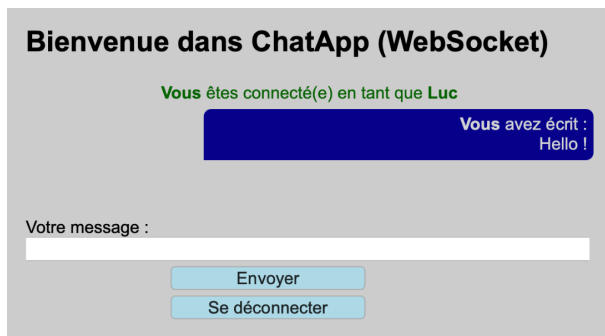 Bienvenue dans ChatApp (WebSocket)
Vous êtes connecté(e) en tant que Luc
Vous avez écrit :
Hello !
Votre message :
Envoyer
Se déconnecter